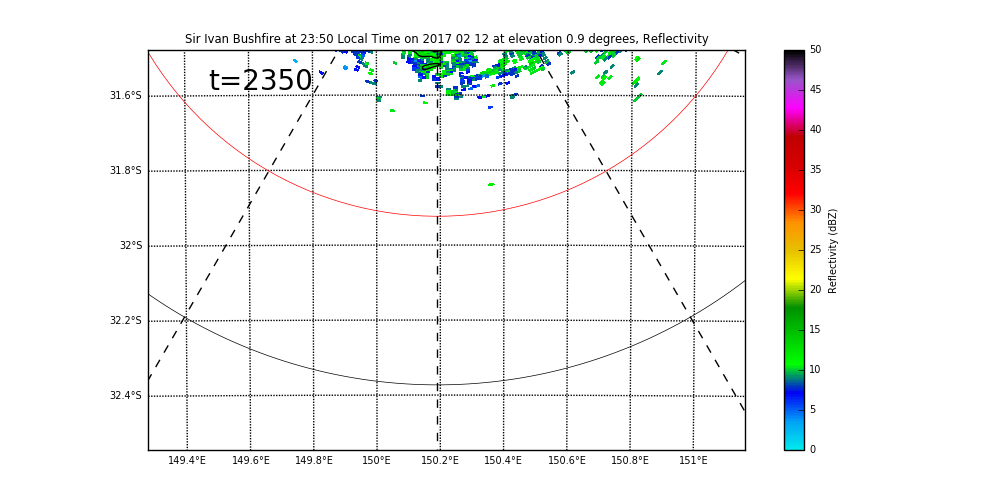 Sir Ivan Bushfire at 23:50 Local Time on 2017 02 12 at elevation 0.9 degrees, Reflectivity
t=2350
31.6°S
31.8°S
32°S
32.2°S
32.4°S
149.4°E 149.6°E 149.8°E 150°E 150.2°E 150.4°E 150.6°E 150.8°E 151°E
50
45
40
35
30
25
20
15
10
5
0
Reflectivity (dBZ)